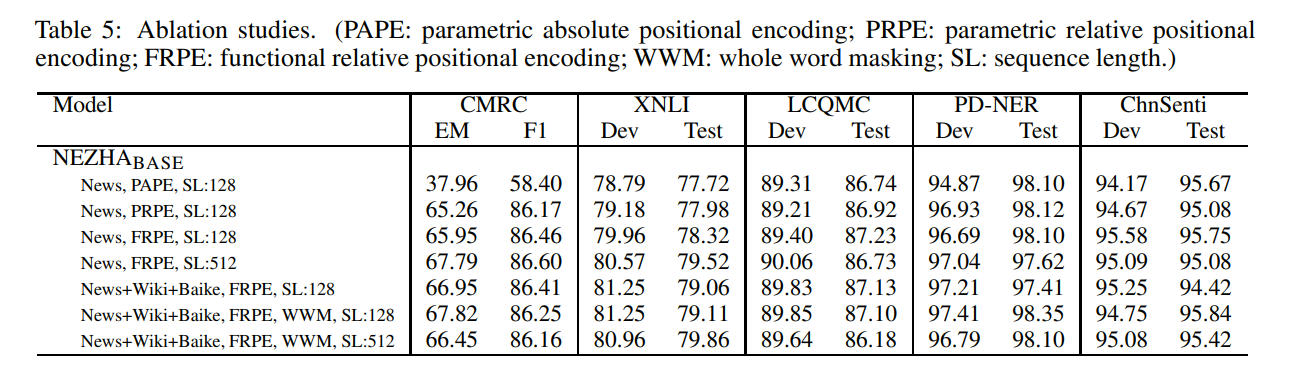 Table 5: Ablation studies. (PAPE: parametric absolute positional encoding; PRPE: parametric relative positional
encoding; FRPE: functional relative positional encoding; WWM: whole word masking; SL: sequence length.)
Model CMRC XNLI LCQMC PD-NER ChnSenti
EM F1 Dev Test Dev Test Dev Test Dev Test
NEZHABASE
News, PAPE, SL:128 37.96 58.40 78.79 77.72 89.31 86.74 94.87 98.10 94.17 95.67
News, PRPE, SL:128 65.26 86.17 79.18 77.98 89.21 86.92 96.93 98.12 94.67 95.08
News, FRPE, SL:128 65.95 86.46 79.96 78.32 89.40 87.23 96.69 98.10 95.58 95.75
News, FRPE, SL:512 67.79 86.60 80.57 79.52 90.06 86.73 97.04 97.62 95.09 95.08
News+Wiki+Baike, FRPE, SL:128 66.95 86.41 81.25 79.06 89.83 87.13 97.21 97.41 95.25 94.42
News+Wiki+Baike, FRPE, WWM, SL:128 67.82 86.25 81.25 79.11 89.85 87.10 97.41 98.35 94.75 95.84
News+Wiki+Baike, FRPE, WWM, SL:512 66.45 86.16 80.96 79.86 89.64 86.18 96.79 98.10 95.08 95.42